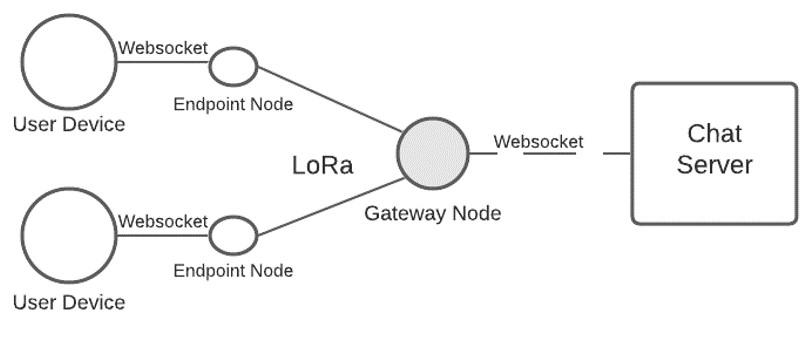 Websocket
User Device
Endpoint Node
LoRa
Websocket
User Device
Endpoint Node
Gateway Node
Websocket
Chat
Server